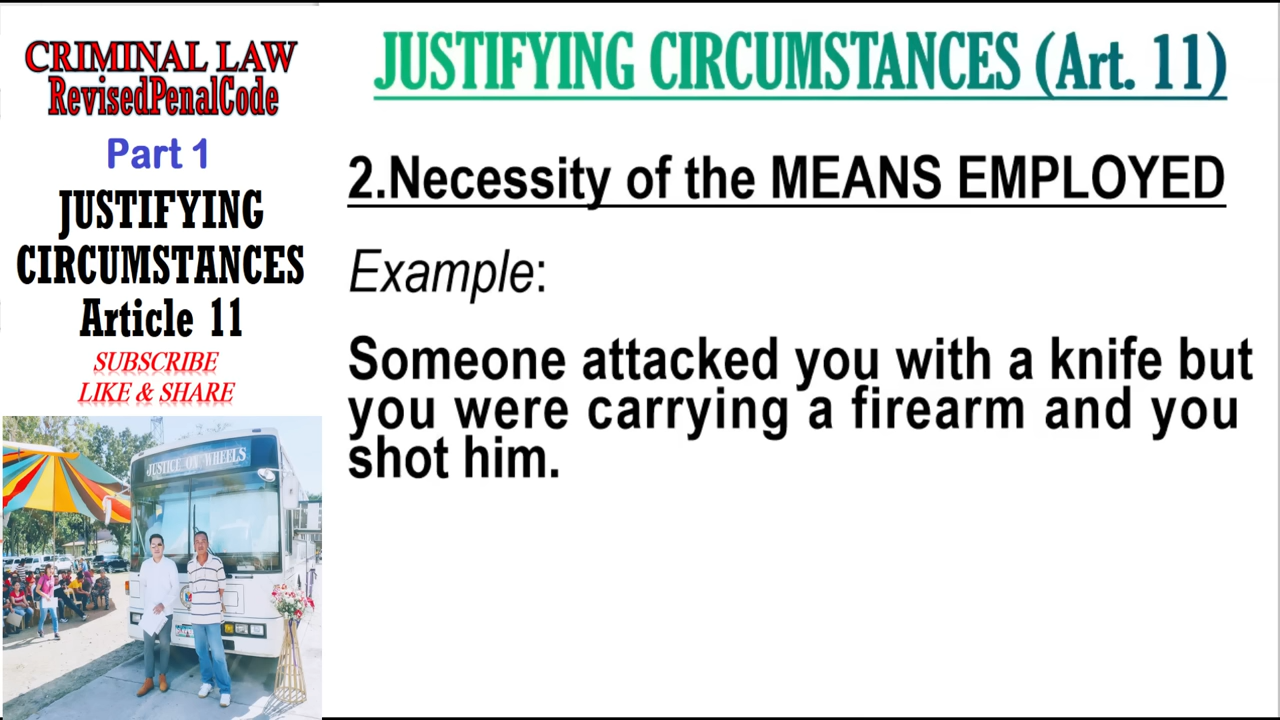 CRIMINAL LAW
RevisedPenalCode
Part 1
JUSTIFYING
CIRCUMSTANCES
Article 11
SUBSCRIBE
LIKE & SHARE
JUSTICE ON WHEELS
JUSTIFYING CIRCUMSTANCES (Art. 11)
2.Necessity of the MEANS EMPLOYED
Example:
Someone attacked you with a knife but
you were carrying a firearm and you
shot him.